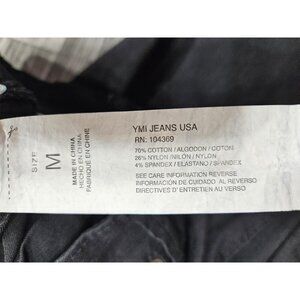 SIZE
M
MADE IN CHINA
HECHO EN CHINA
FABRIQUE EN CHINE
YMI JEANS USA
RN: 104369
70% COTTON / ALGODON / COTON
26% NYLON / NILÓN / NYLON
4% SPANDEX / ELASTANO / SPANDEX
SEE CARE INFORMATION REVERSE
INFORMACIÓN DE CUIDADO AL REVERSO
DIRECTIVES D' ENTRETIEN AU VERSO